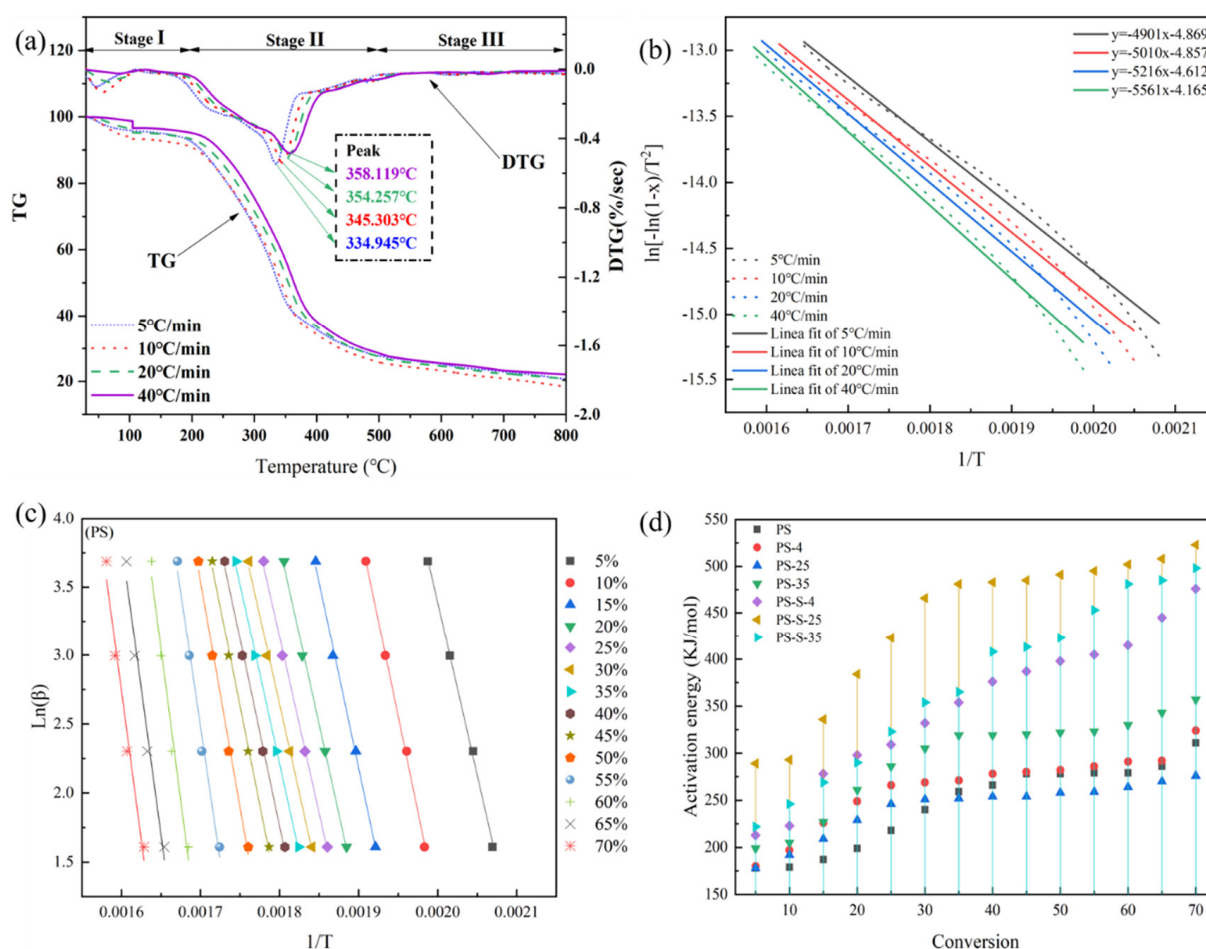 (a)
Stage I
Stage II
Stage III
120
100
80
60
40
20
TG
0.0
-0.4
-0.8
-1.2
-1.6
-2.0
DTG(%/sec)
Peak
358.119°C
354.257°C
345.303°C
334.945°C
DTG
TG
5°C/min
10°C/min
20°C/min
40°C/min
100 200 300 400 500 600 700 800
Temperature (°C)
(b)
y=-4901x-4.869
y=-5010x-4.857
y=-5216x-4.612
y=-5561x-4.165
-13.0
-13.5
-14.0
-14.5
-15.0
-15.5
ln[-ln(1-x)/T²]
5°C/min
10°C/min
20°C/min
40°C/min
Linea fit of 5°C/min
Linea fit of 10°C/min
Linea fit of 20°C/min
Linea fit of 40°C/min
0.0016 0.0017 0.0018 0.0019 0.0020 0.0021
1/T
(c)
(PS)
4.0
3.5
3.0
2.5
2.0
1.5
Ln(β)
5%
10%
15%
20%
25%
30%
35%
40%
45%
50%
55%
60%
65%
70%
0.0016 0.0017 0.0018 0.0019 0.0020 0.0021
1/T
(d)
550
500
450
400
350
300
250
200
150
Activation energy (KJ/mol)
PS
PS-4
PS-25
PS-35
PS-S-4
PS-S-25
PS-S-35
10 20 30 40 50 60 70
Conversion